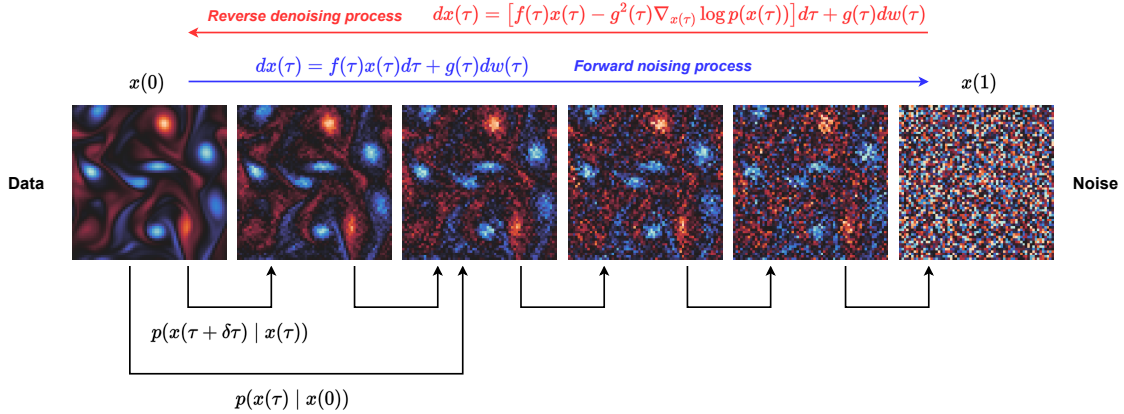 Reverse denoising process dx(τ) = [f(τ)x(τ) − g²(τ)∇ₓ₍τ₎ log p(x(τ))]dτ + g(τ)dw(τ)
dx(τ) = f(τ)x(τ)dτ + g(τ)dw(τ) Forward noising process
x(0) x(1)
Data Noise
p(x(τ + δτ) | x(τ))
p(x(τ) | x(0))